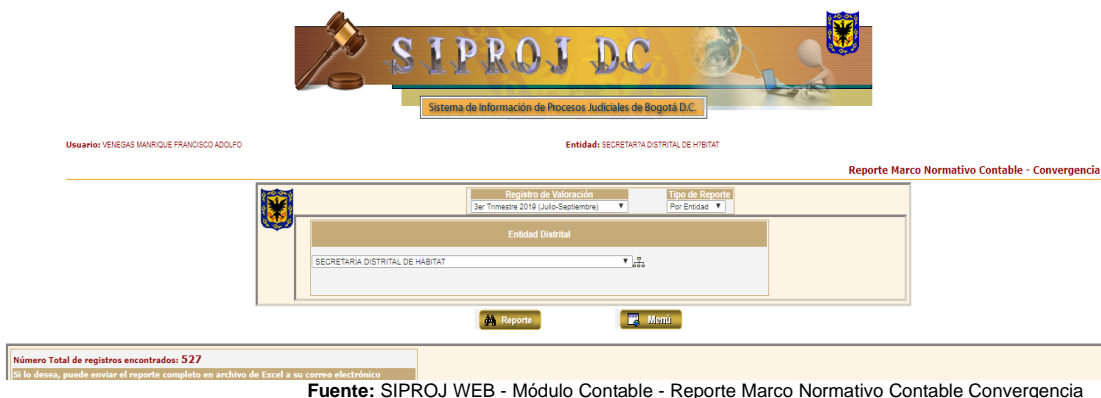 SIPROJ DC
Sistema de Información de Procesos Judiciales de Bogotá D.C.
Usuario: VENEGAS MANRIQUE FRANCISCO ADOLFO Entidad: SECRETAR?A DISTRITAL DE H?BITAT
Reporte Marco Normativo Contable - Convergencia
Registro de Valoración Tipo de Reporte
3er Trimestre 2019 (Julio-Septiembre) Por Entidad
Entidad Distrital
SECRETARÍA DISTRITAL DE HÁBITAT
Reporte Menú
Número Total de registros encontrados: 527
Si lo desea, puede enviar el reporte completo en archivo de Excel a su correo electrónico
Fuente: SIPROJ WEB - Módulo Contable - Reporte Marco Normativo Contable Convergencia